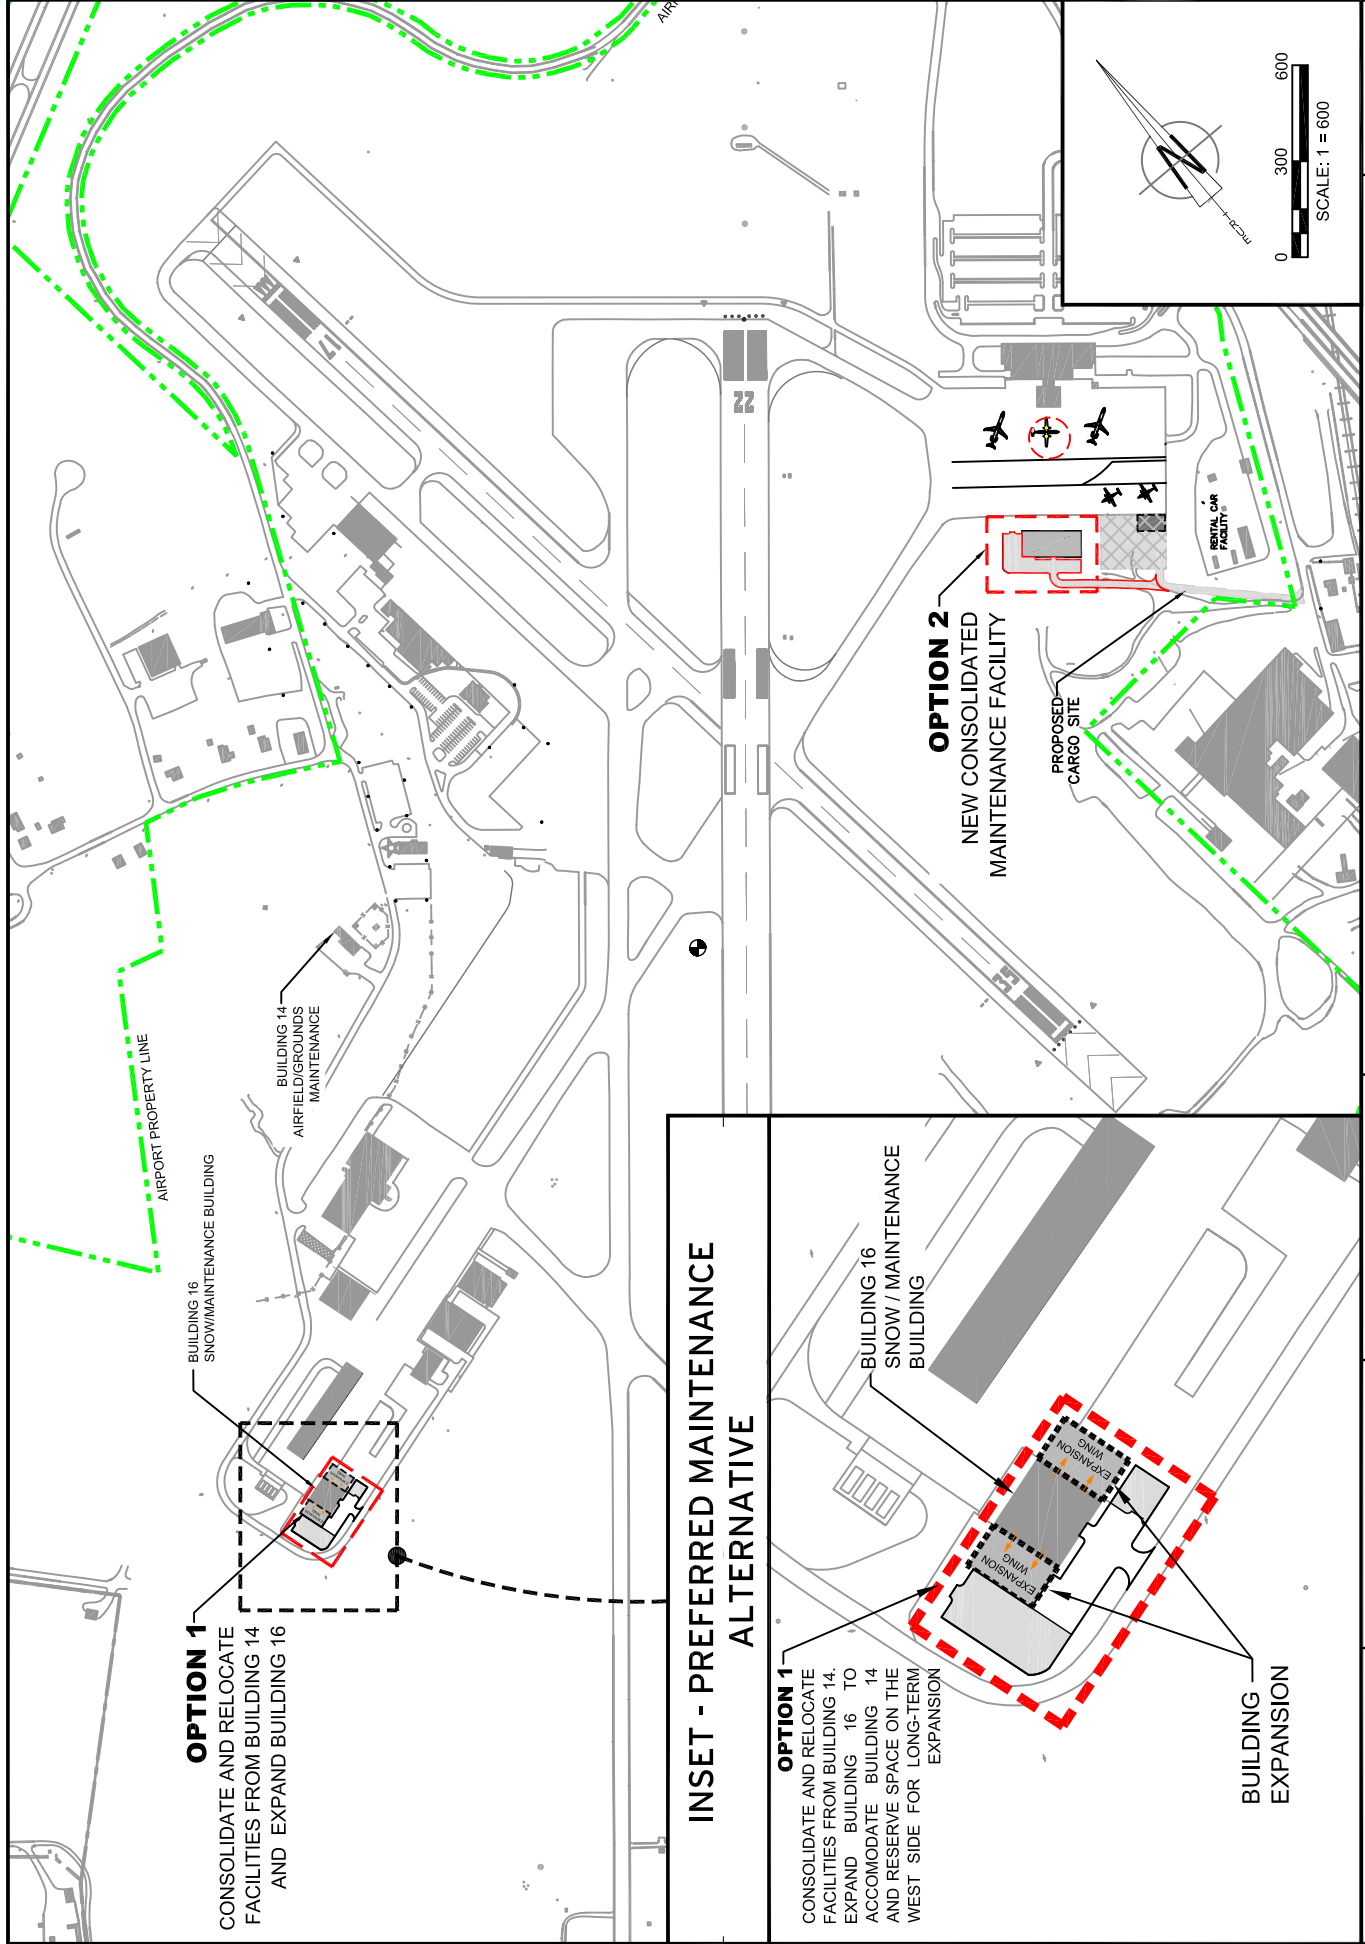 AIRPORT PROPERTY LINE
BUILDING 14
AIRFIELD/GROUNDS
MAINTENANCE
BUILDING 16
SNOW/MAINTENANCE BUILDING
OPTION 1
CONSOLIDATE AND RELOCATE
FACILITIES FROM BUILDING 14
AND EXPAND BUILDING 16
17
22
35
OPTION 2
NEW CONSOLIDATED
MAINTENANCE FACILITY
PROPOSED
CARGO SITE
RENTAL CAR
FACILITY
TRUE
N
0 300 600
SCALE: 1 = 600
INSET - PREFERRED MAINTENANCE
ALTERNATIVE
OPTION 1
CONSOLIDATE AND RELOCATE
FACILITIES FROM BUILDING 14.
EXPAND BUILDING 16 TO
ACCOMODATE BUILDING 14
AND RESERVE SPACE ON THE
WEST SIDE FOR LONG-TERM
EXPANSION
BUILDING 16
SNOW / MAINTENANCE
BUILDING
EXPANSION
WING
EXPANSION
WING
BUILDING
EXPANSION